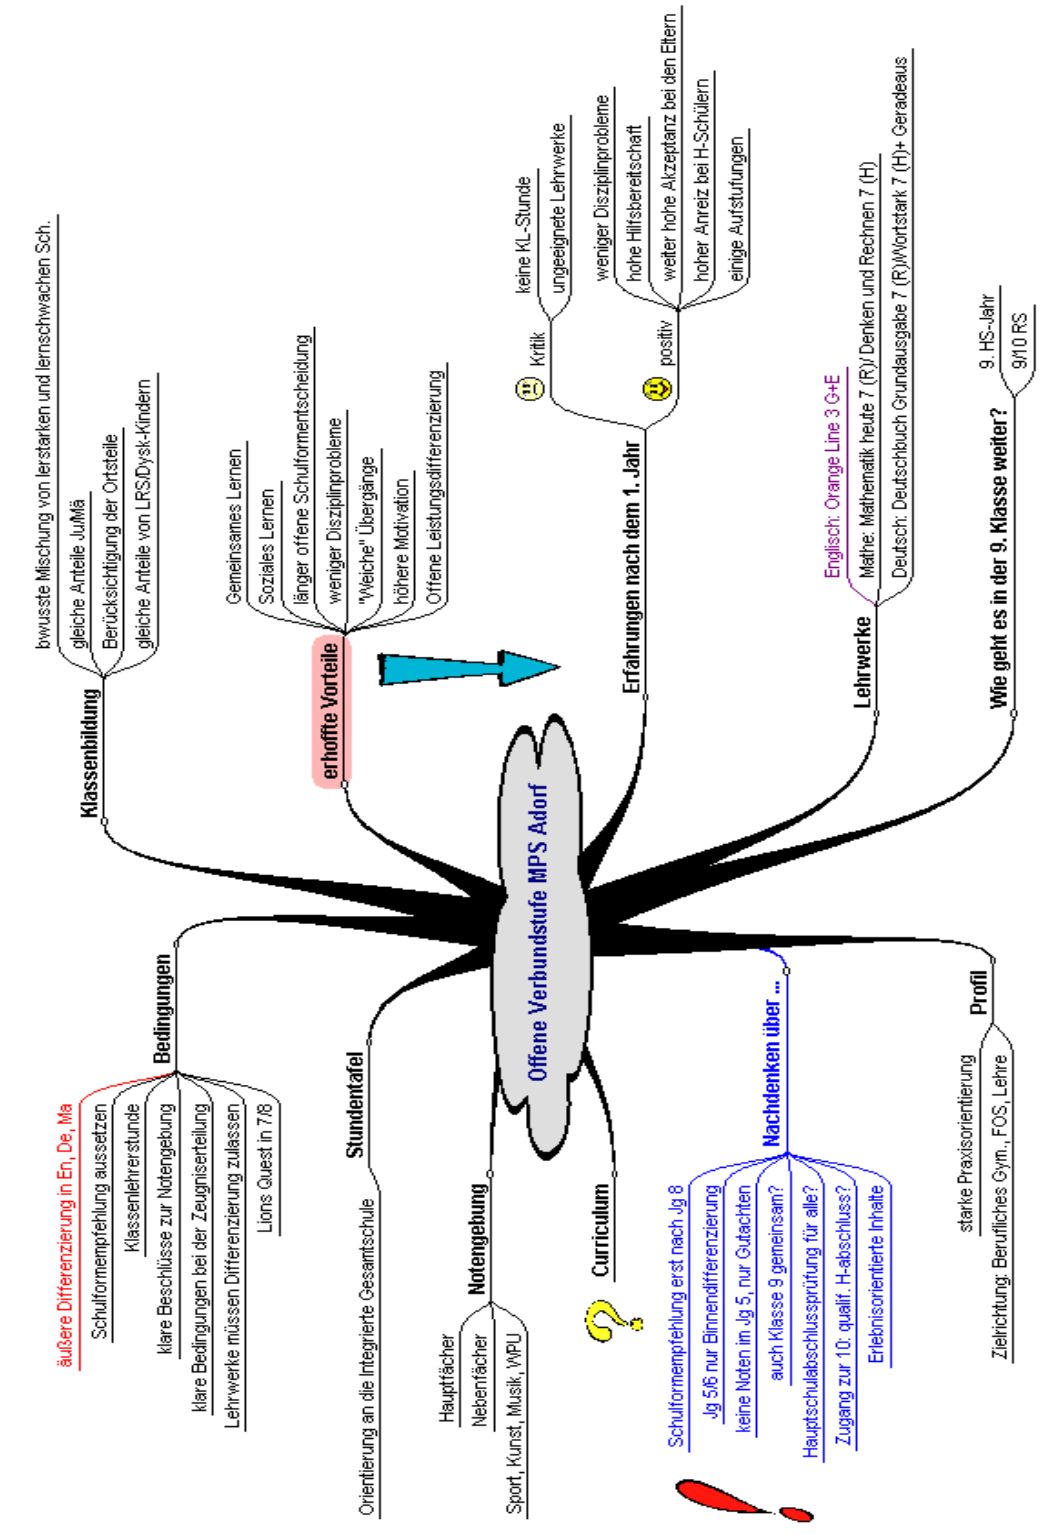 Offene Verbundstufe MPS Adorf
Klassenbildung
bwusste Mischung von lerstarken und lernschwachen Sch.
gleiche Anteile Ju/Mä
Berücksichtigung der Ortsteile
gleiche Anteile von LRS/Dysk-Kindern
erhoffte Vorteile
Gemeinsames Lernen
Soziales Lernen
länger offene Schulformentscheidung
weniger Disziplinprobleme
"Weiche" Übergänge
höhere Motivation
Offene Leistungsdifferenzierung
Erfahrungen nach dem 1. Jahr
Kritik
keine KL-Stunde
ungeeignete Lehrwerke
positiv
weniger Disziplinprobleme
hohe Hilfsbereitschaft
weiter hohe Akzeptanz bei den Eltern
hoher Anreiz bei H-Schülern
einige Aufstufungen
Lehrwerke
Englisch: Orange Line 3 G+E
Mathe: Mathematik heute 7 (R)/ Denken und Rechnen 7 (H)
Deutsch: Deutschbuch Grundausgabe 7 (R)/Wortstark 7 (H)+ Geradeaus
Wie geht es in der 9. Klasse weiter?
9. HS-Jahr
9/10 RS
Bedingungen
äußere Differenzierung in En, De, Ma
Schulformempfehlung aussetzen
Klassenlehrerstunde
klare Beschlüsse zur Notengebung
klare Bedingungen bei der Zeugniserteilung
Lehrwerke müssen Differenzierung zulassen
Lions Quest in 7/8
Stundentafel
Orientierung an die Integrierte Gesamtschule
Notengebung
Hauptfächer
Nebenfächer
Sport, Kunst, Musik, WPU
Curriculum
Nachdenken über ...
Schulformempfehlung erst nach Jg 8
Jg 5/6 nur Binnendifferenzierung
keine Noten im Jg 5, nur Gutachten
auch Klasse 9 gemeinsam?
Hauptschulabschlussprüfung für alle?
Zugang zur 10: qualif. H-abschluss?
Erlebnisorientierte Inhalte
Profil
starke Praxisorientierung
Zielrichtung: Berufliches Gym., FOS, Lehre